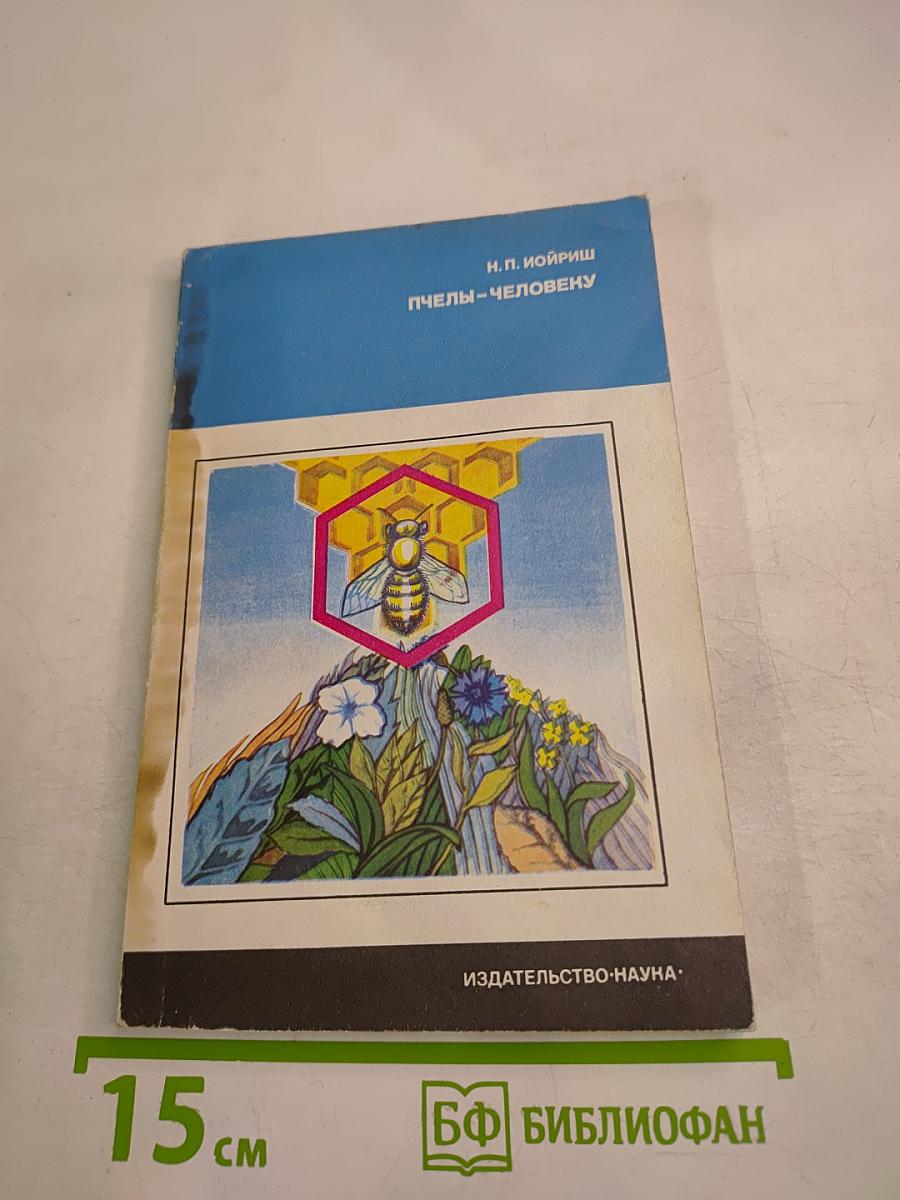 Н. П. ИОЙРИШ
ПЧЕЛЫ–ЧЕЛОВЕКУ
ИЗДАТЕЛЬСТВО·НАУКА·
15 см
БФ БИБЛИОФАН